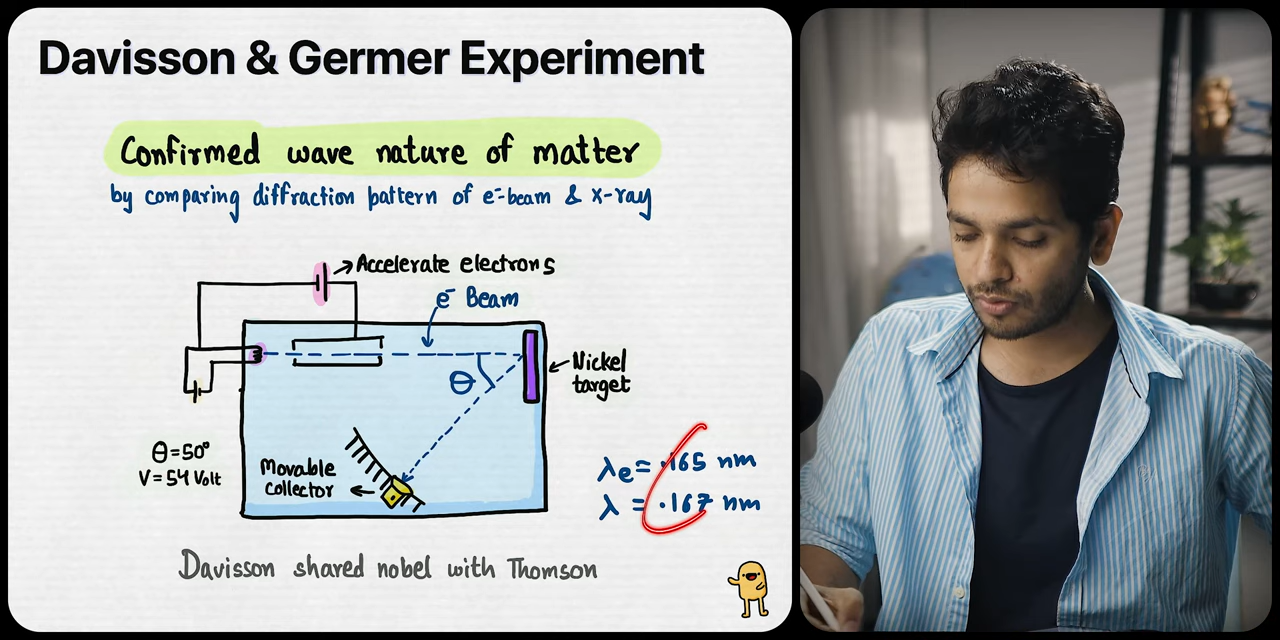 Davisson & Germer Experiment
Confirmed wave nature of matter
by comparing diffraction pattern of e⁻-beam & x-ray
Accelerate electrons
e⁻ Beam
θ
Nickel
target
θ=50°
V=54 Volt
Movable
collector
λe= .165 nm
λ = .167 nm
Davisson shared nobel with Thomson